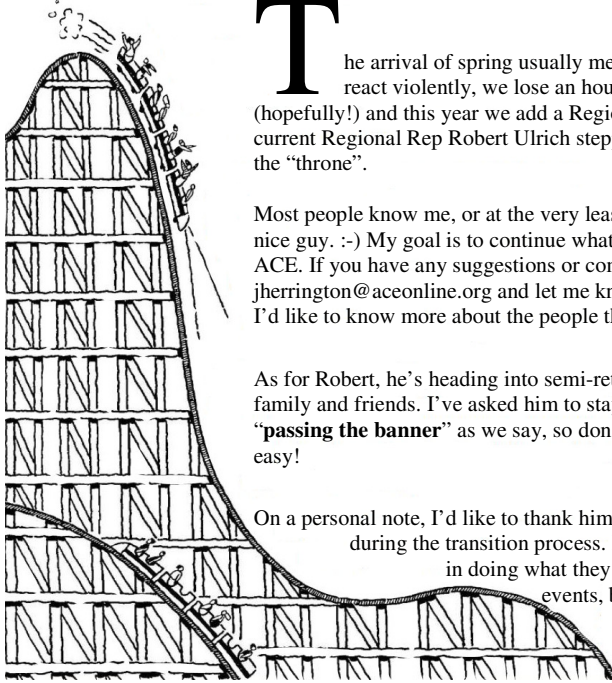 The arrival of spring usually me
react violently, we lose an hou
(hopefully!) and this year we add a Regi
current Regional Rep Robert Ulrich step
the “throne”.
Most people know me, or at the very leas
nice guy. :-) My goal is to continue what
ACE. If you have any suggestions or con
jherrington@aceonline.org and let me kn
I’d like to know more about the people th
As for Robert, he’s heading into semi-ret
family and friends. I’ve asked him to sta
“passing the banner” as we say, so don
easy!
On a personal note, I’d like to thank him
during the transition process.
in doing what they
events, b